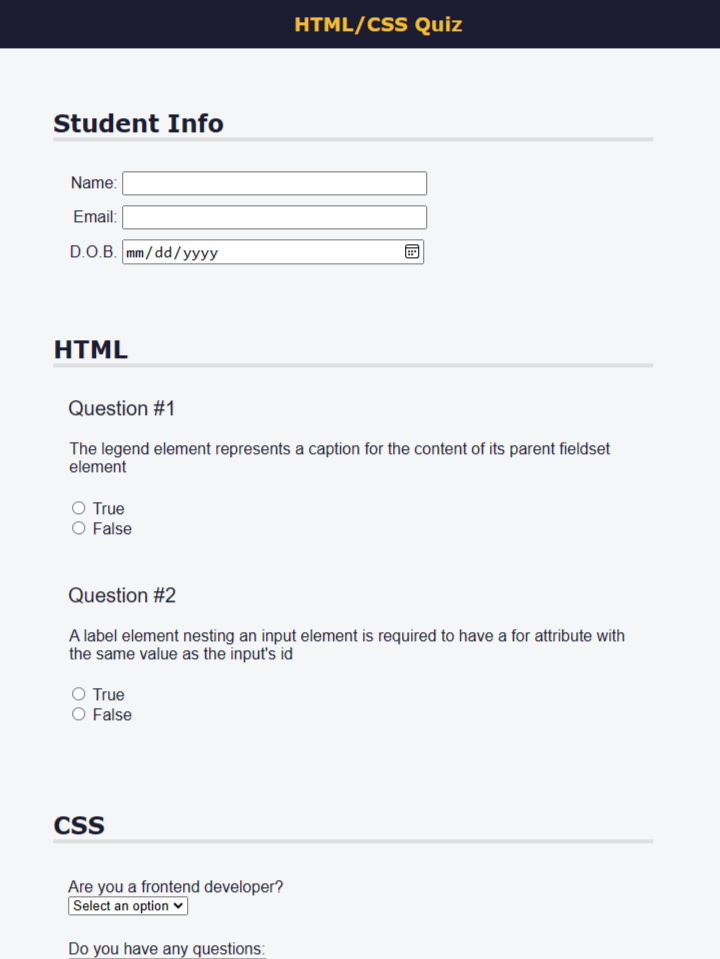 HTML/CSS Quiz
Student Info
Name:
Email:
D.O.B. mm/dd/yyyy
HTML
Question #1
The legend element represents a caption for the content of its parent fieldset
element
True
False
Question #2
A label element nesting an input element is required to have a for attribute with
the same value as the input's id
True
False
CSS
Are you a frontend developer?
Select an option
Do you have any questions: